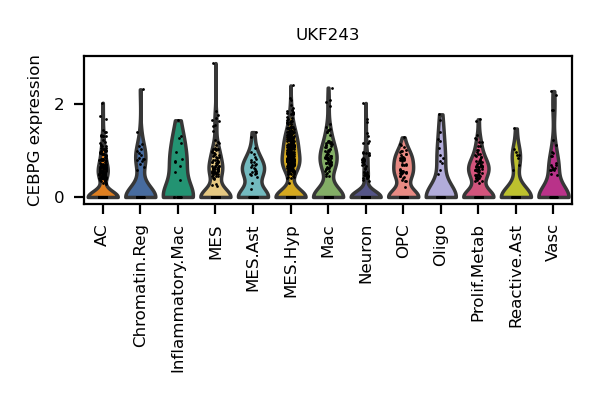 UKF243
CEBPG expression
2
0
AC
Chromatin.Reg
Inflammatory.Mac
MES
MES.Ast
MES.Hyp
Mac
Neuron
OPC
Oligo
Prolif.Metab
Reactive.Ast
Vasc